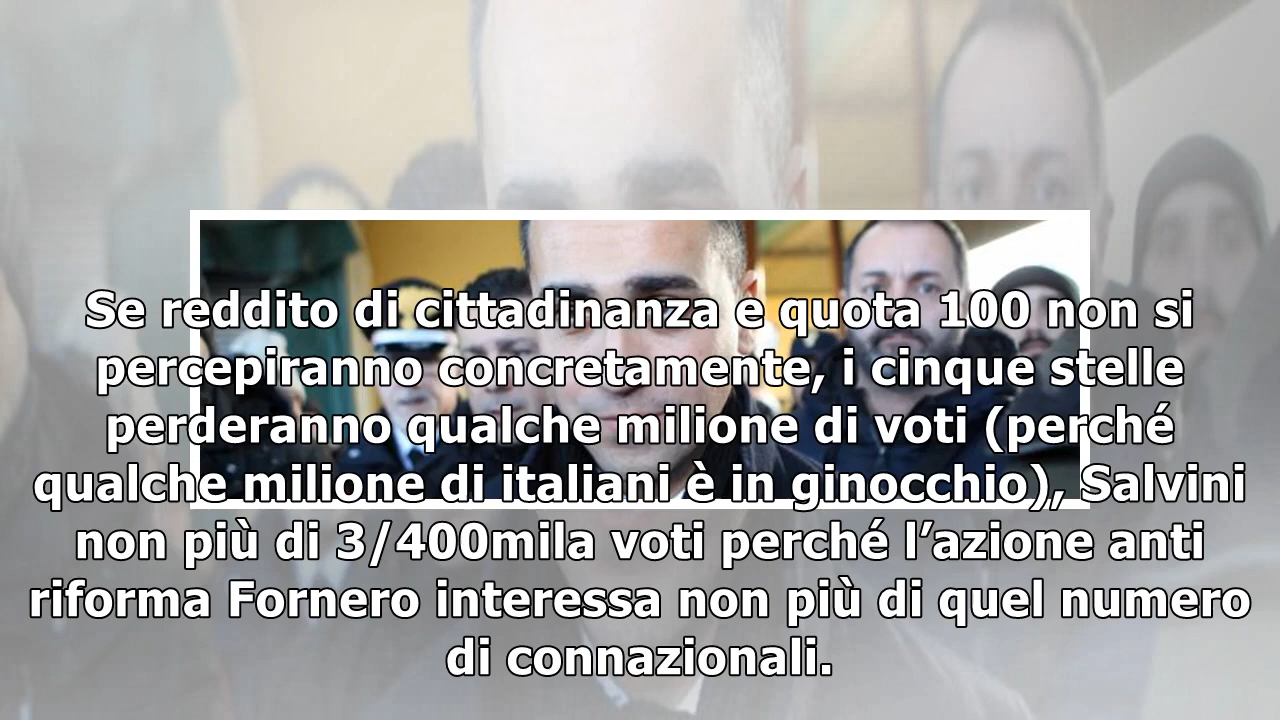 Se reddito di cittadinanza e quota 100 non si
percepiranno concretamente, i cinque stelle
perderanno qualche milione di voti (perché
qualche milione di italiani è in ginocchio), Salvini
non più di 3/400mila voti perché l’azione anti
riforma Fornero interessa non più di quel numero
di connazionali.